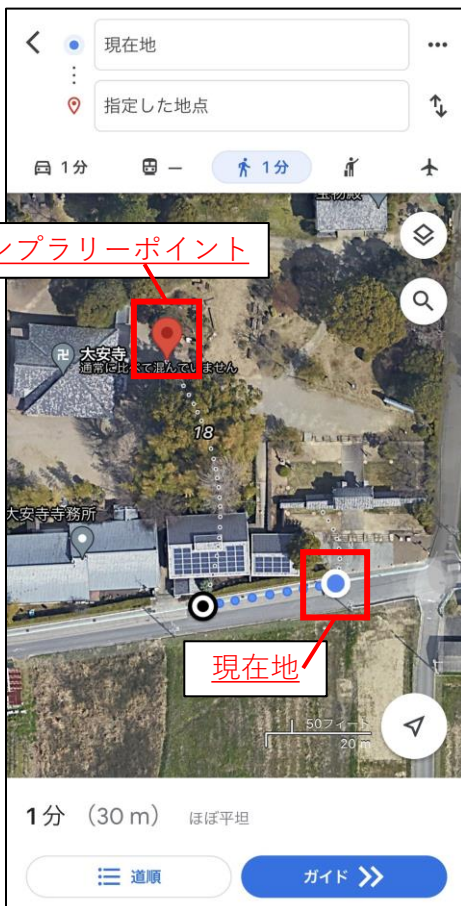 現在地
指定した地点
1分
—
1分
宝物殿
ンプラリーポイント
大安寺
通常に比べて混んでいません
18
大安寺寺務所
現在地
50フィート
20 m
1分 (30 m) ほぼ平坦
道順
ガイド